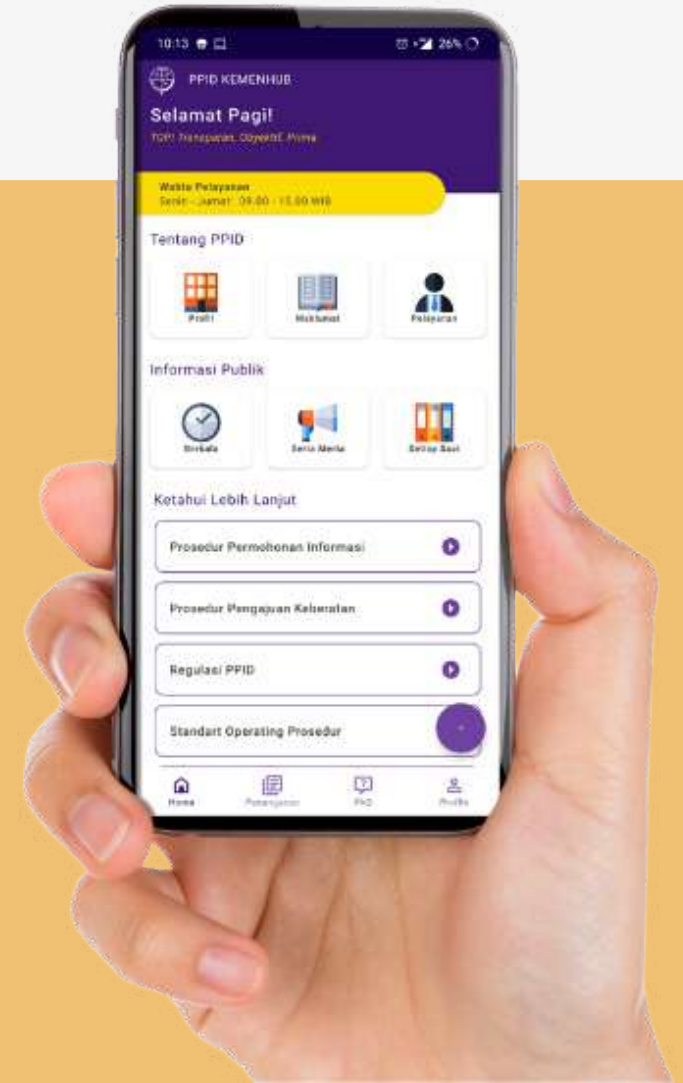 10:13
26%
PPID KEMENHUB
Selamat Pagi!
TOP! Transparan, Obyektif, Prima
Waktu Pelayanan
Senin - Jumat : 09.00 - 15.00 WIB
Tentang PPID
Profil
Maklumat
Pelayanan
Informasi Publik
Berkala
Serta Merta
Setiap Saat
Ketahui Lebih Lanjut
Prosedur Permohonan Informasi
Prosedur Pengajuan Keberatan
Regulasi PPID
Standart Operating Prosedur
Home
FAQ
Profile